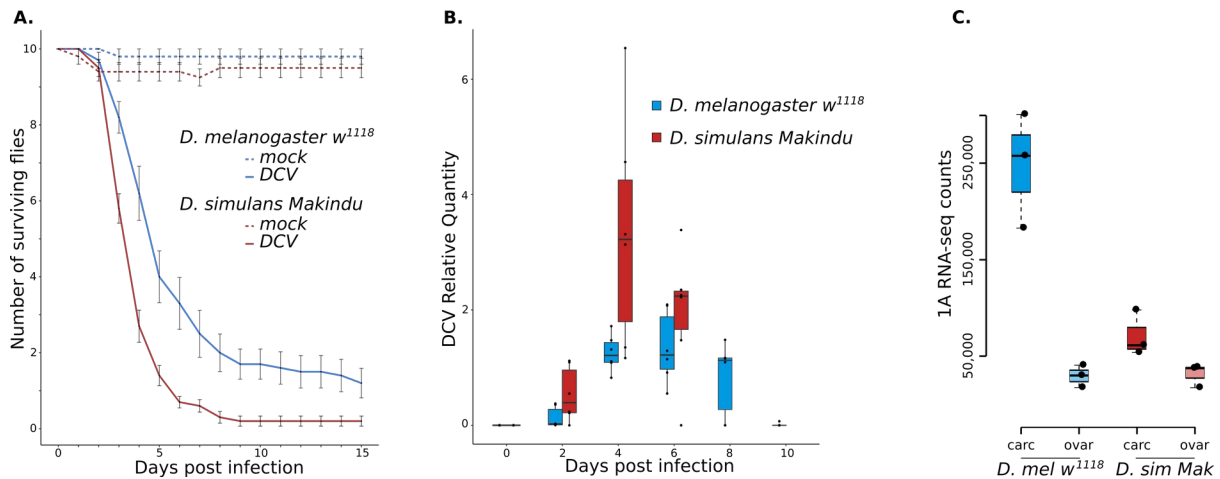 A.
Number of surviving flies
10
8
6
4
2
0
D. melanogaster w1118
mock
DCV
D. simulans Makindu
mock
DCV
0 5 10 15
Days post infection
B.
DCV Relative Quantity
6
4
2
0
D. melanogaster w1118
D. simulans Makindu
0 2 4 6 8 10
Days post infection
C.
1A RNA-seq counts
250,000
150,000
50,000
carc ovar carc ovar
D. mel w1118 D. sim Mak